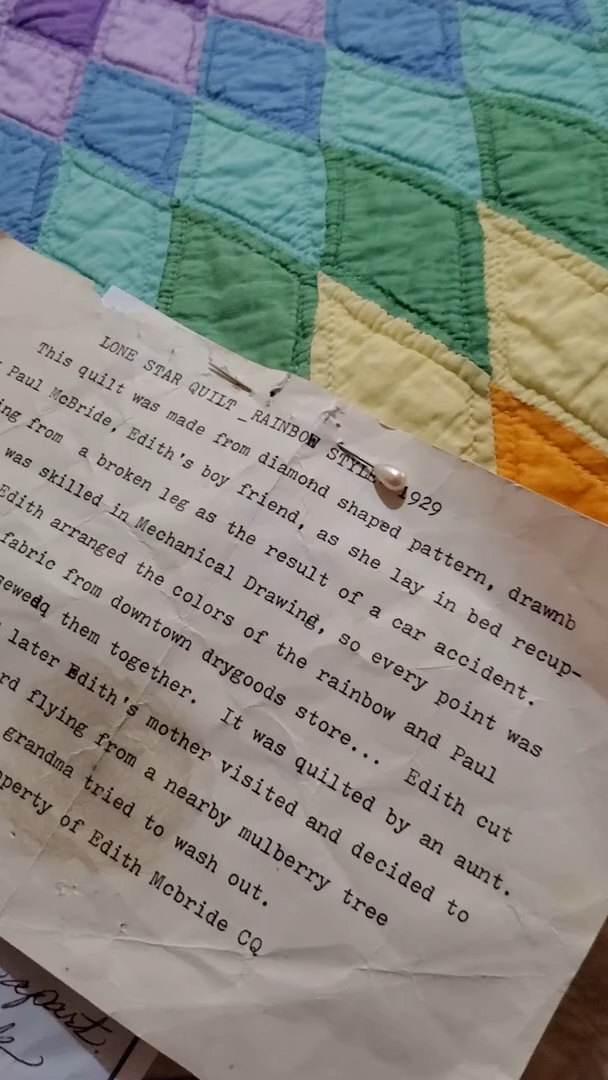 LONE STAR QUILT_ RAINBOW STYLE 1929
This quilt was made from diamond shaped pattern, drawnb
Paul McBride, Edith's boy friend, as she lay in bed recup-
ing from a broken leg as the result of a car accident.
was skilled in Mechanical Drawing, so every point was
Edith arranged the colors of the rainbow and Paul
fabric from downtown drygoods store... Edith cut
sewedq them together. It was quilted by an aunt.
later Edith's mother visited and decided to
rd flying from a nearby mulberry tree
grandma tried to wash out.
operty of Edith Mcbride CQ
apart.